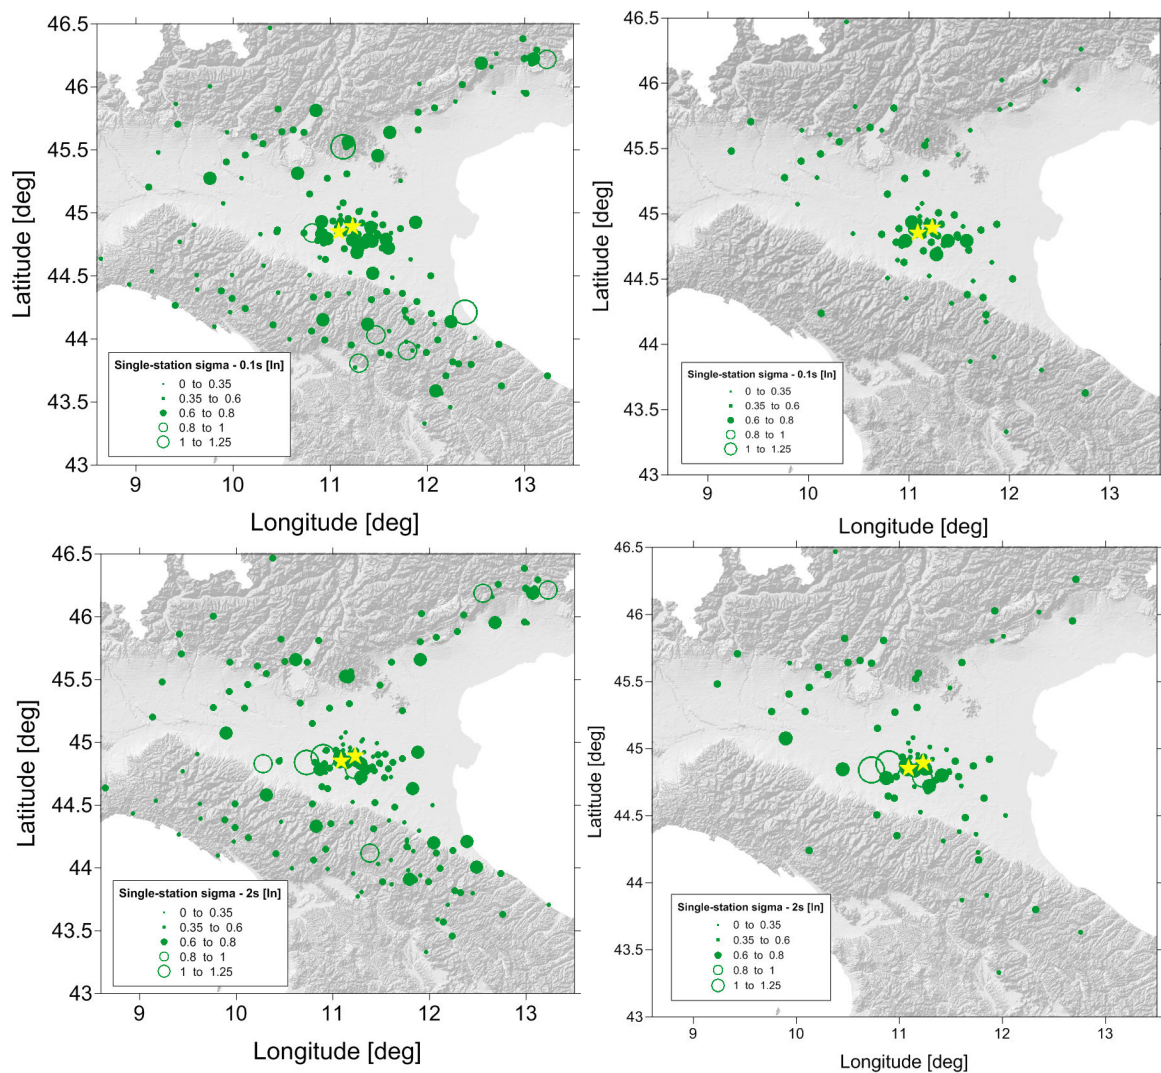 46.5
46
45.5
45
44.5
44
43.5
43
Latitude [deg]
9
10
11
12
13
Longitude [deg]
Single-station sigma - 0.1s [ln]
0 to 0.35
0.35 to 0.6
0.6 to 0.8
0.8 to 1
1 to 1.25
46.5
46
45.5
45
44.5
44
43.5
43
Latitude [deg]
9
10
11
12
13
Longitude [deg]
Single-station sigma - 0.1s [ln]
0 to 0.35
0.35 to 0.6
0.6 to 0.8
0.8 to 1
1 to 1.25
46.5
46
45.5
45
44.5
44
43.5
43
Latitude [deg]
9
10
11
12
13
Longitude [deg]
Single-station sigma - 2s [ln]
0 to 0.35
0.35 to 0.6
0.6 to 0.8
0.8 to 1
1 to 1.25
46.5
46
45.5
45
44.5
44
43.5
43
Latitude [deg]
9
10
11
12
13
Longitude [deg]
Single-station sigma - 2s [ln]
0 to 0.35
0.35 to 0.6
0.6 to 0.8
0.8 to 1
1 to 1.25